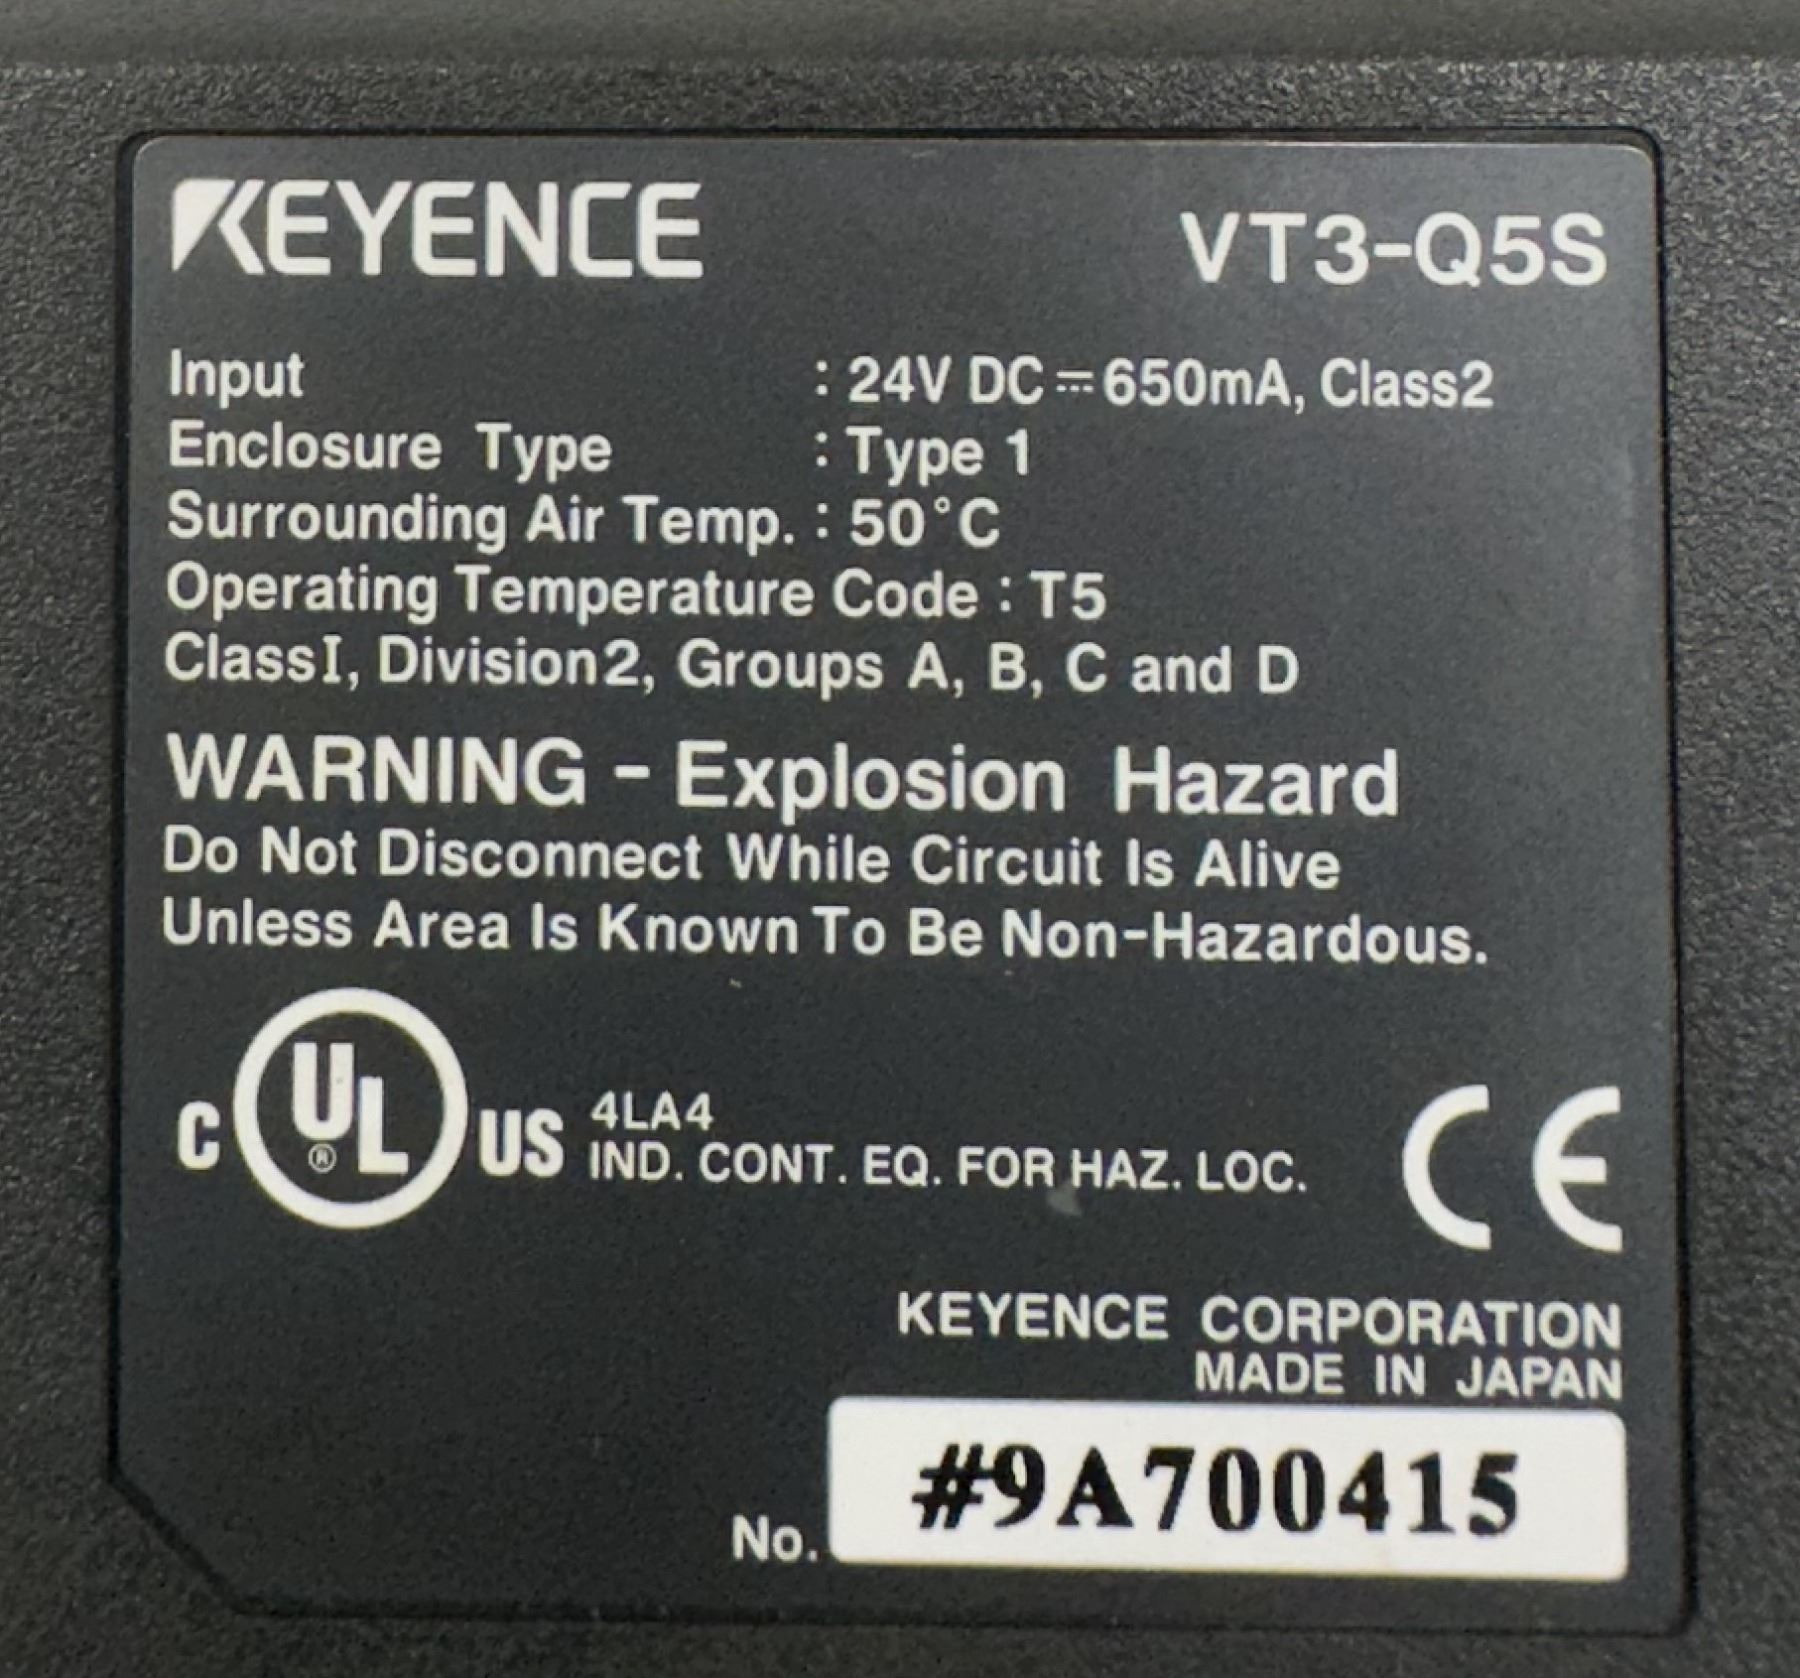 KEYENCE VT3-Q5S
Input : 24V DC⎓650mA, Class2
Enclosure Type : Type 1
Surrounding Air Temp. : 50°C
Operating Temperature Code : T5
ClassI, Division2, Groups A, B, C and D
WARNING - Explosion Hazard
Do Not Disconnect While Circuit Is Alive
Unless Area Is Known To Be Non-Hazardous.
C UL® US 4LA4
IND. CONT. EQ. FOR HAZ. LOC.
CE
KEYENCE CORPORATION
MADE IN JAPAN
No. #9A700415